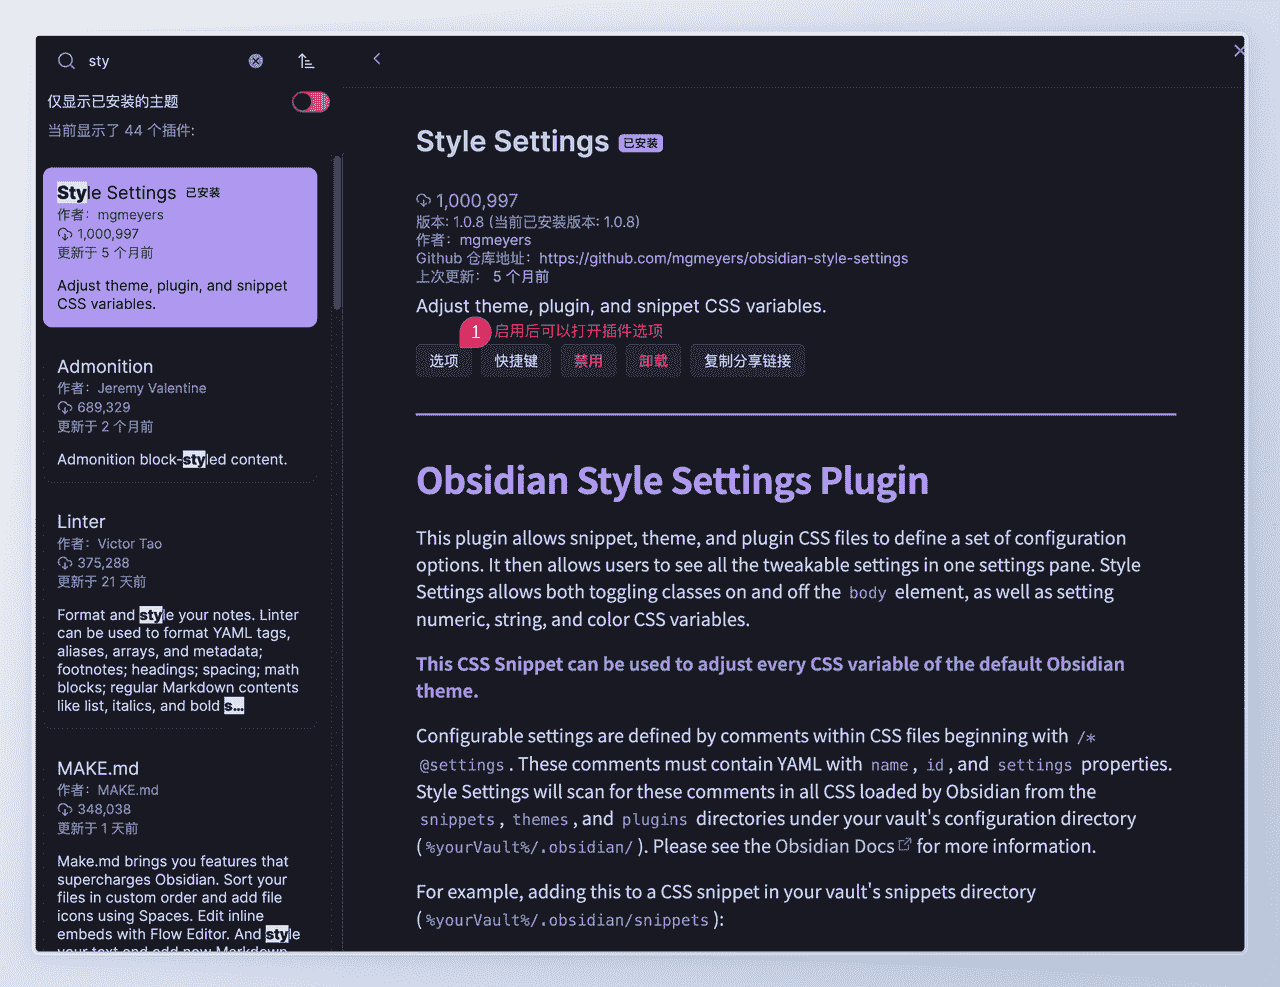 sty
仅显示已安装的主题
当前显示了 44 个插件:
Style Settings 已安装
作者：mgmeyers
1,000,997
更新于 5 个月前
Adjust theme, plugin, and snippet
CSS variables.
Admonition
作者：Jeremy Valentine
689,329
更新于 2 个月前
Admonition block-styled content.
Linter
作者：Victor Tao
375,288
更新于 21 天前
Format and style your notes. Linter
can be used to format YAML tags,
aliases, arrays, and metadata;
footnotes; headings; spacing; math
blocks; regular Markdown contents
like list, italics, and bold s...
MAKE.md
作者：MAKE.md
348,038
更新于 1 天前
Make.md brings you features that
supercharges Obsidian. Sort your
files in custom order and add file
icons using Spaces. Edit inline
embeds with Flow Editor. And style
your text and add new Markdown
Style Settings 已安装
1,000,997
版本: 1.0.8 (当前已安装版本: 1.0.8)
作者：mgmeyers
Github 仓库地址：https://github.com/mgmeyers/obsidian-style-settings
上次更新： 5 个月前
Adjust theme, plugin, and snippet CSS variables.
1 启用后可以打开插件选项
选项 快捷键 禁用 卸载 复制分享链接
Obsidian Style Settings Plugin
This plugin allows snippet, theme, and plugin CSS files to define a set of configuration
options. It then allows users to see all the tweakable settings in one settings pane. Style
Settings allows both toggling classes on and off the body element, as well as setting
numeric, string, and color CSS variables.
This CSS Snippet can be used to adjust every CSS variable of the default Obsidian
theme.
Configurable settings are defined by comments within CSS files beginning with /*
@settings . These comments must contain YAML with name , id , and settings properties.
Style Settings will scan for these comments in all CSS loaded by Obsidian from the
snippets , themes , and plugins directories under your vault's configuration directory
( %yourVault%/.obsidian/ ). Please see the Obsidian Docs for more information.
For example, adding this to a CSS snippet in your vault's snippets directory
( %yourVault%/.obsidian/snippets ):